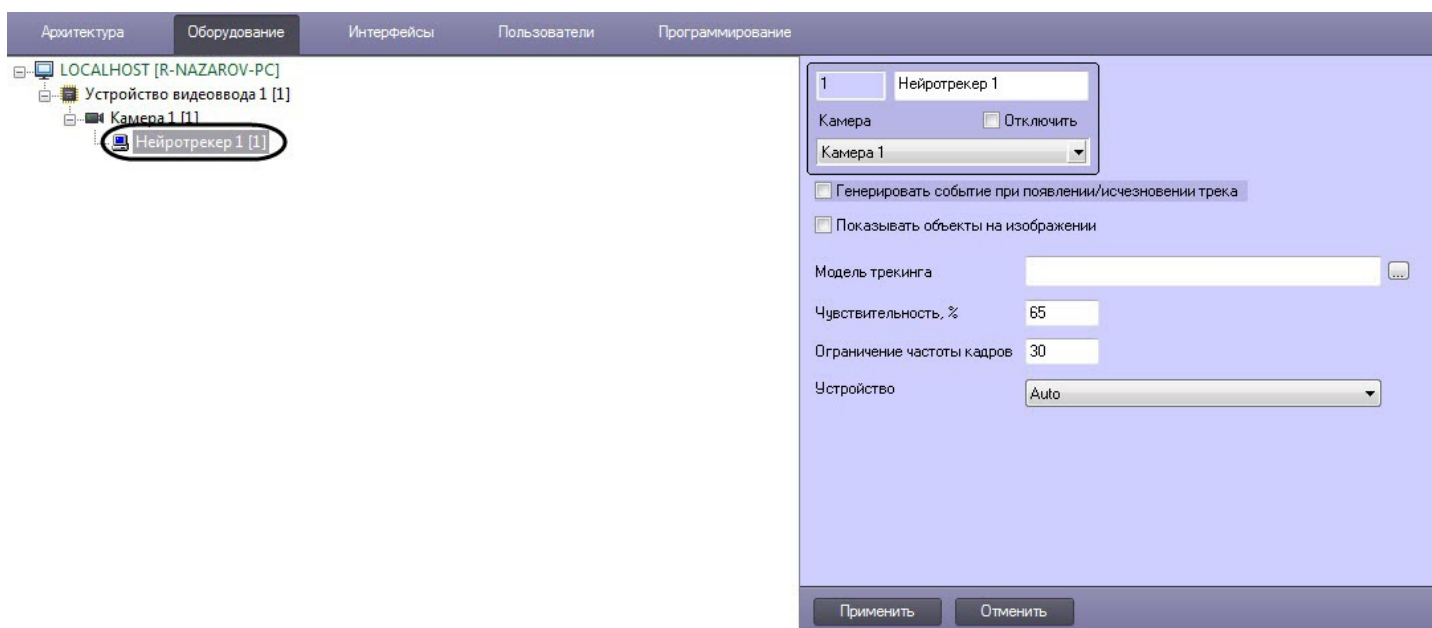 Архитектура Оборудование Интерфейсы Пользователи Программирование
LOCALHOST [R-NAZAROV-PC]
Устройство видеоввода 1 [1]
Камера 1 [1]
Нейротрекер 1 [1]
1 Нейротрекер 1
Камера Отключить
Камера 1
Генерировать событие при появлении/исчезновении трека
Показывать объекты на изображении
Модель трекинга ...
Чувствительность, % 65
Ограничение частоты кадров 30
Устройство Auto
Применить Отменить